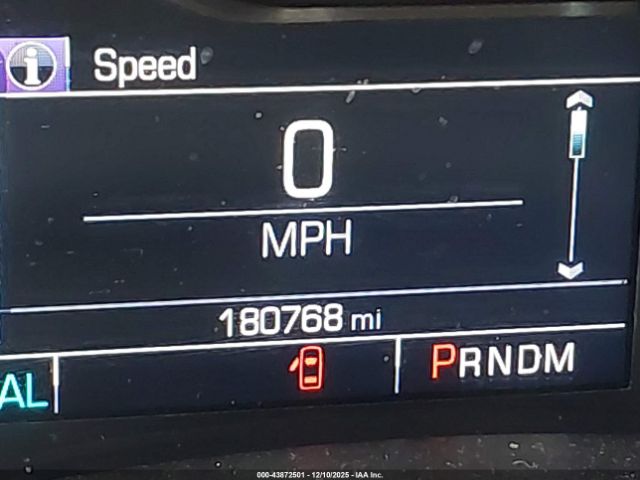 i Speed
0
MPH
180768 mi
AL
PRNDM
000-43872501 - 12/10/2025 - IAA Inc.